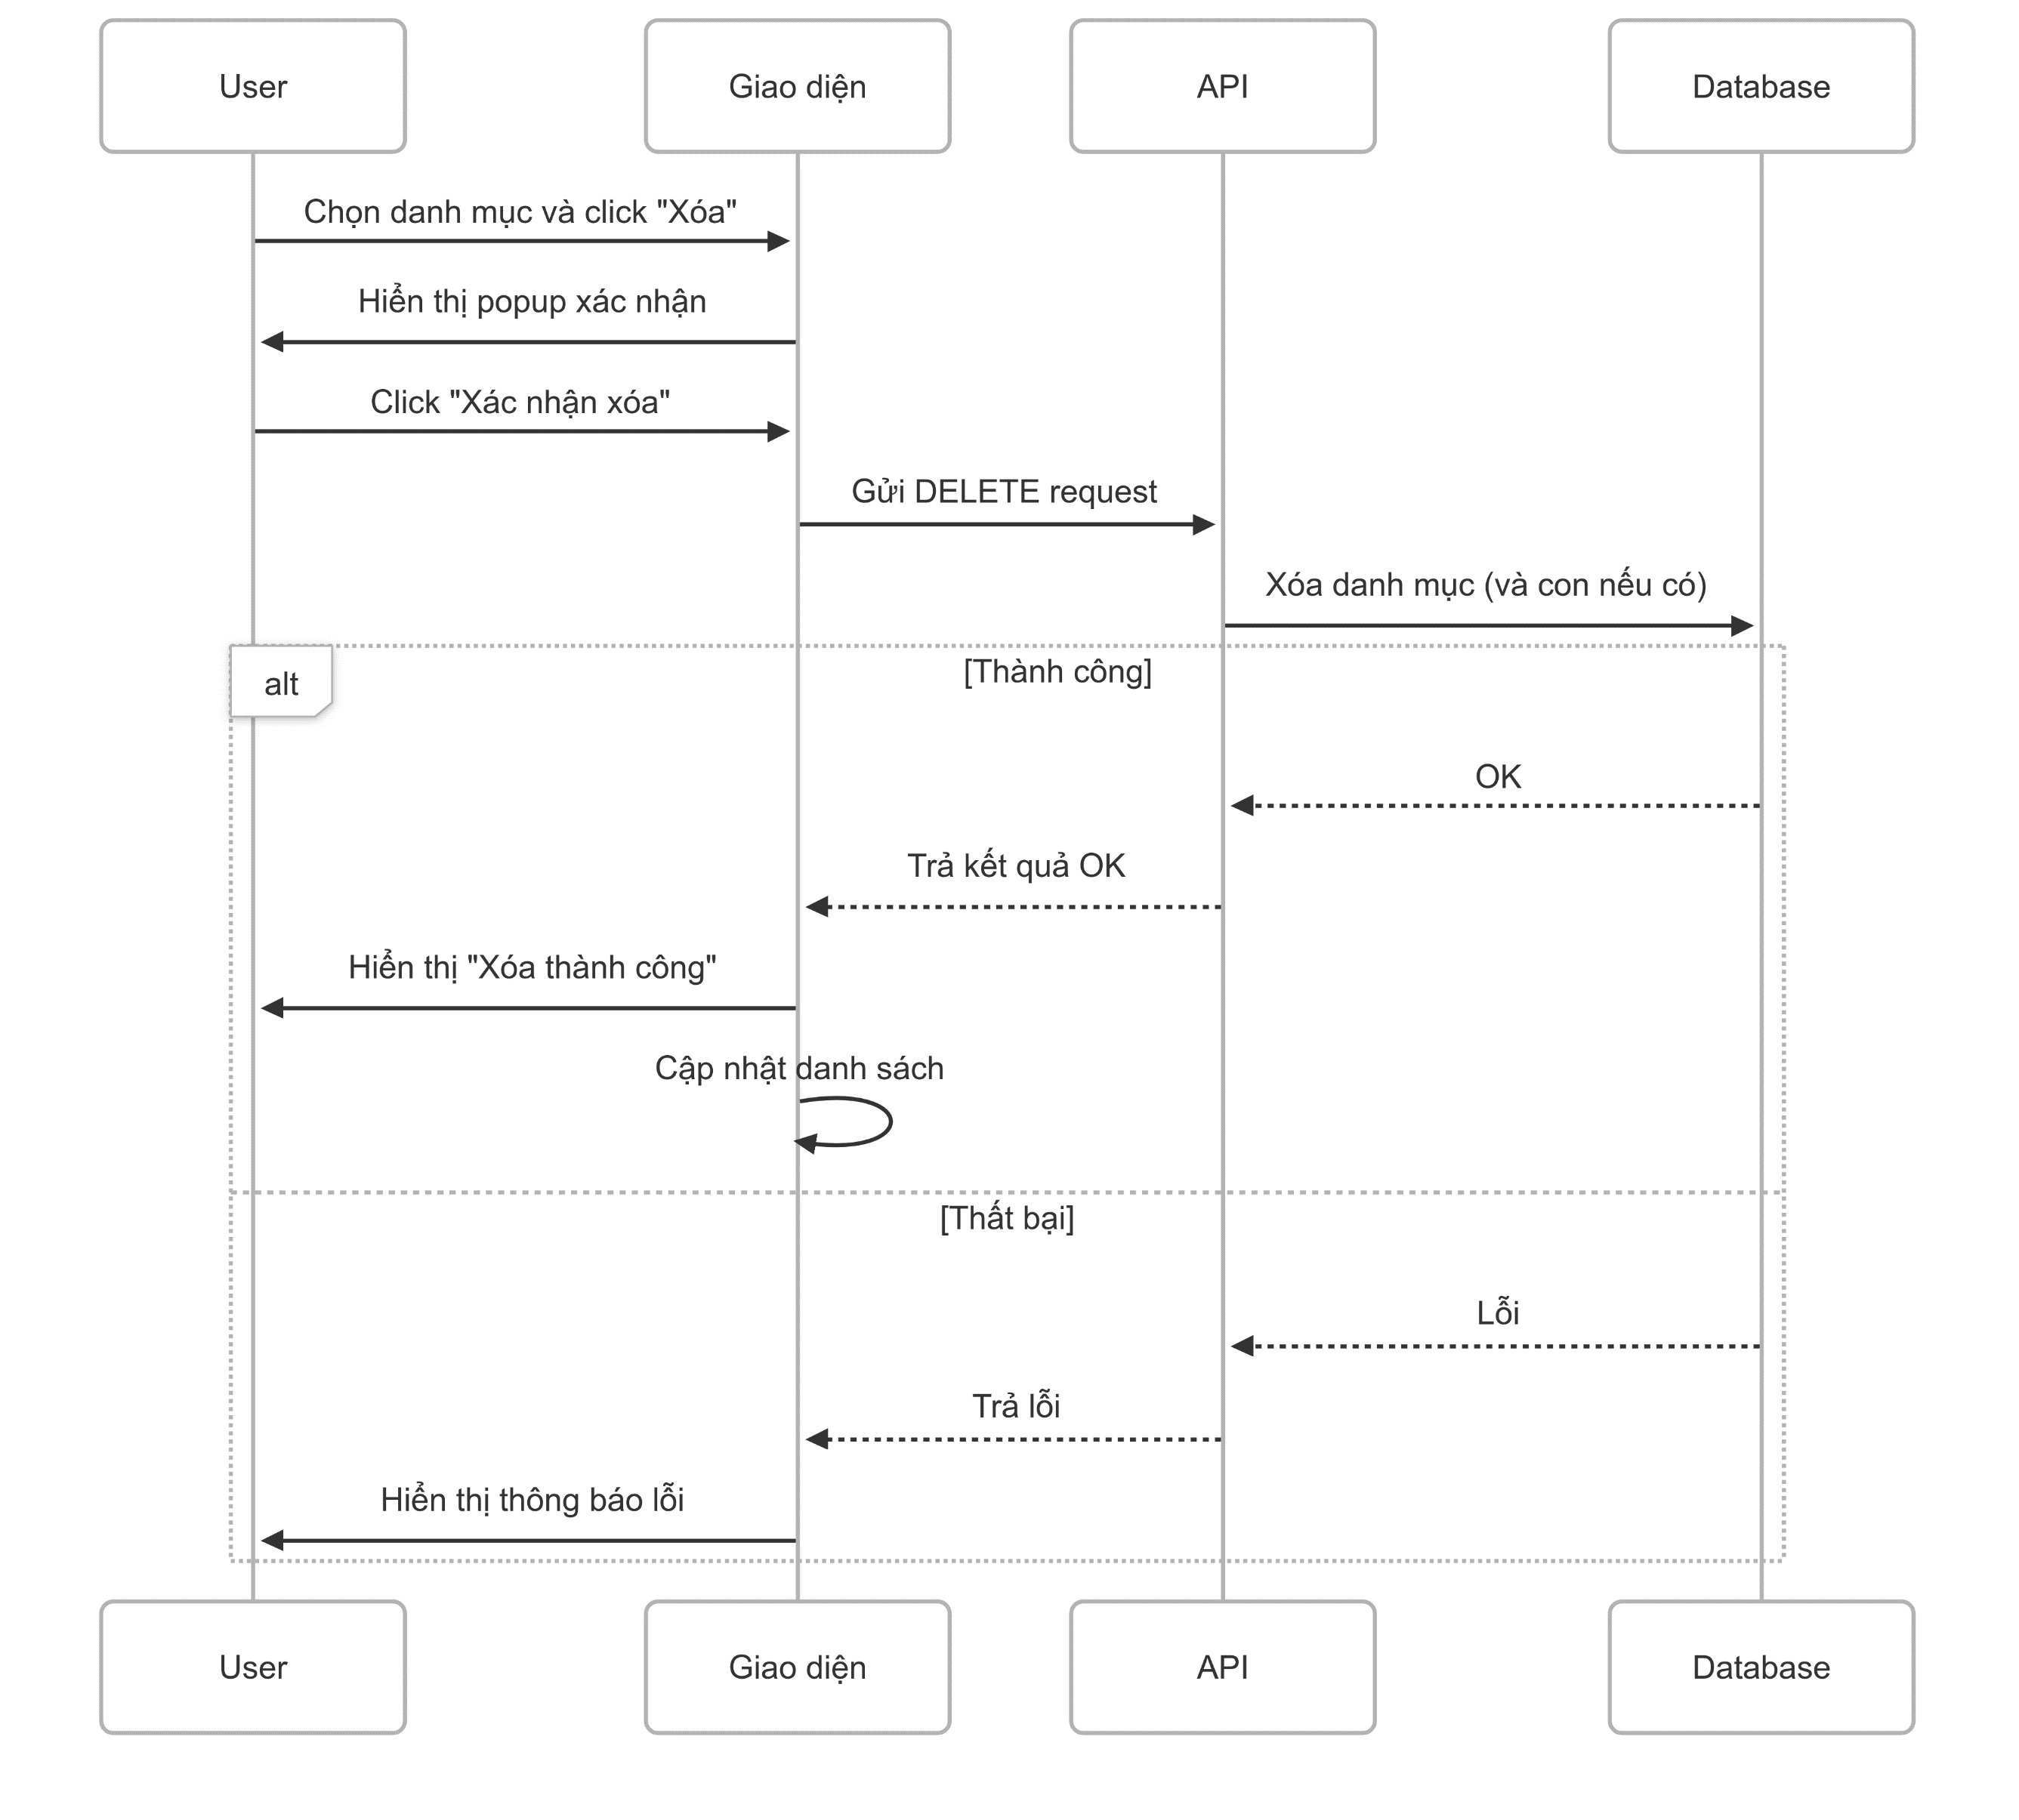 User
Giao diện
API
Database
Chọn danh mục và click "Xóa"
Hiển thị popup xác nhận
Click "Xác nhận xóa"
Gửi DELETE request
Xóa danh mục (và con nếu có)
alt
[Thành công]
OK
Trả kết quả OK
Hiển thị "Xóa thành công"
Cập nhật danh sách
[Thất bại]
Lỗi
Trả lỗi
Hiển thị thông báo lỗi
User
Giao diện
API
Database